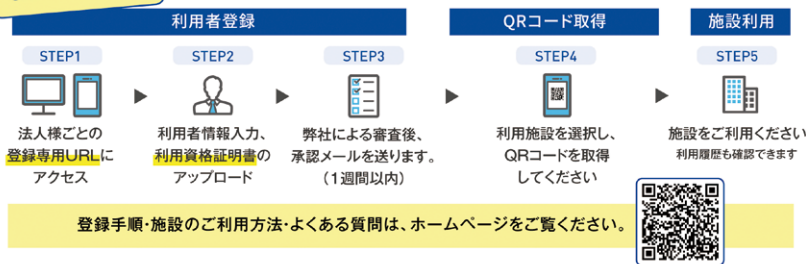 利用者登録
QRコード取得
施設利用
STEP1
STEP2
STEP3
STEP4
STEP5
法人様ごとの
登録専用URLに
アクセス
利用者情報入力、
利用資格証明書の
アップロード
弊社による審査後、
承認メールを送ります。
(1週間以内)
利用施設を選択し、
QRコードを取得
してください
施設をご利用ください
利用履歴も確認できます
登録手順・施設のご利用方法・よくある質問は、ホームページをご覧ください。